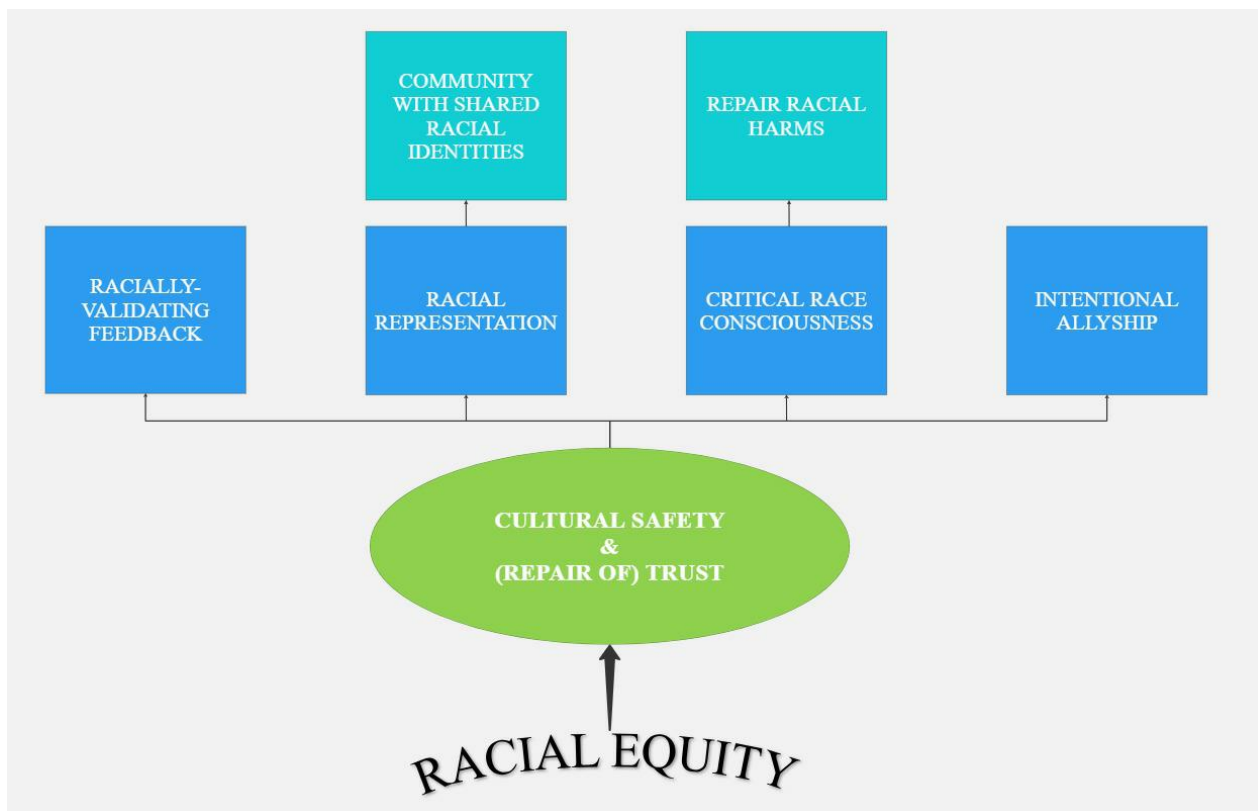 COMMUNITY
WITH SHARED
RACIAL
IDENTITIES
REPAIR RACIAL
HARMS
RACIALLY-
VALIDATING
FEEDBACK
RACIAL
REPRESENTATION
CRITICAL RACE
CONSCIOUSNESS
INTENTIONAL
ALLYSHIP
CULTURAL SAFETY
&
(REPAIR OF) TRUST
RACIAL EQUITY